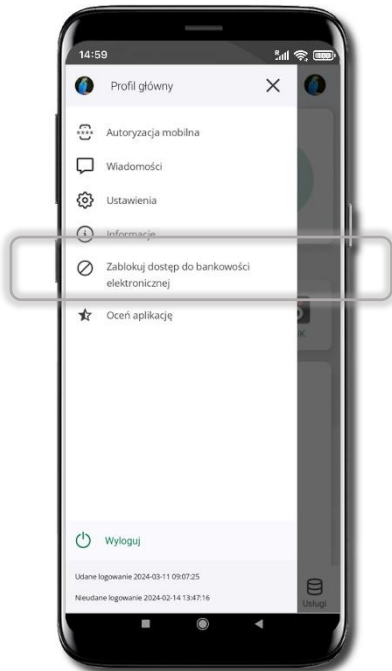 14:59
Profil główny
Autoryzacja mobilna
Wiadomości
Ustawienia
Informacje
Zablokuj dostęp do bankowości
elektronicznej
Oceń aplikację
Wyloguj
Udane logowanie 2024-03-11 09:07:25
Nieudane logowanie 2024-02-14 13:47:16
Usługi